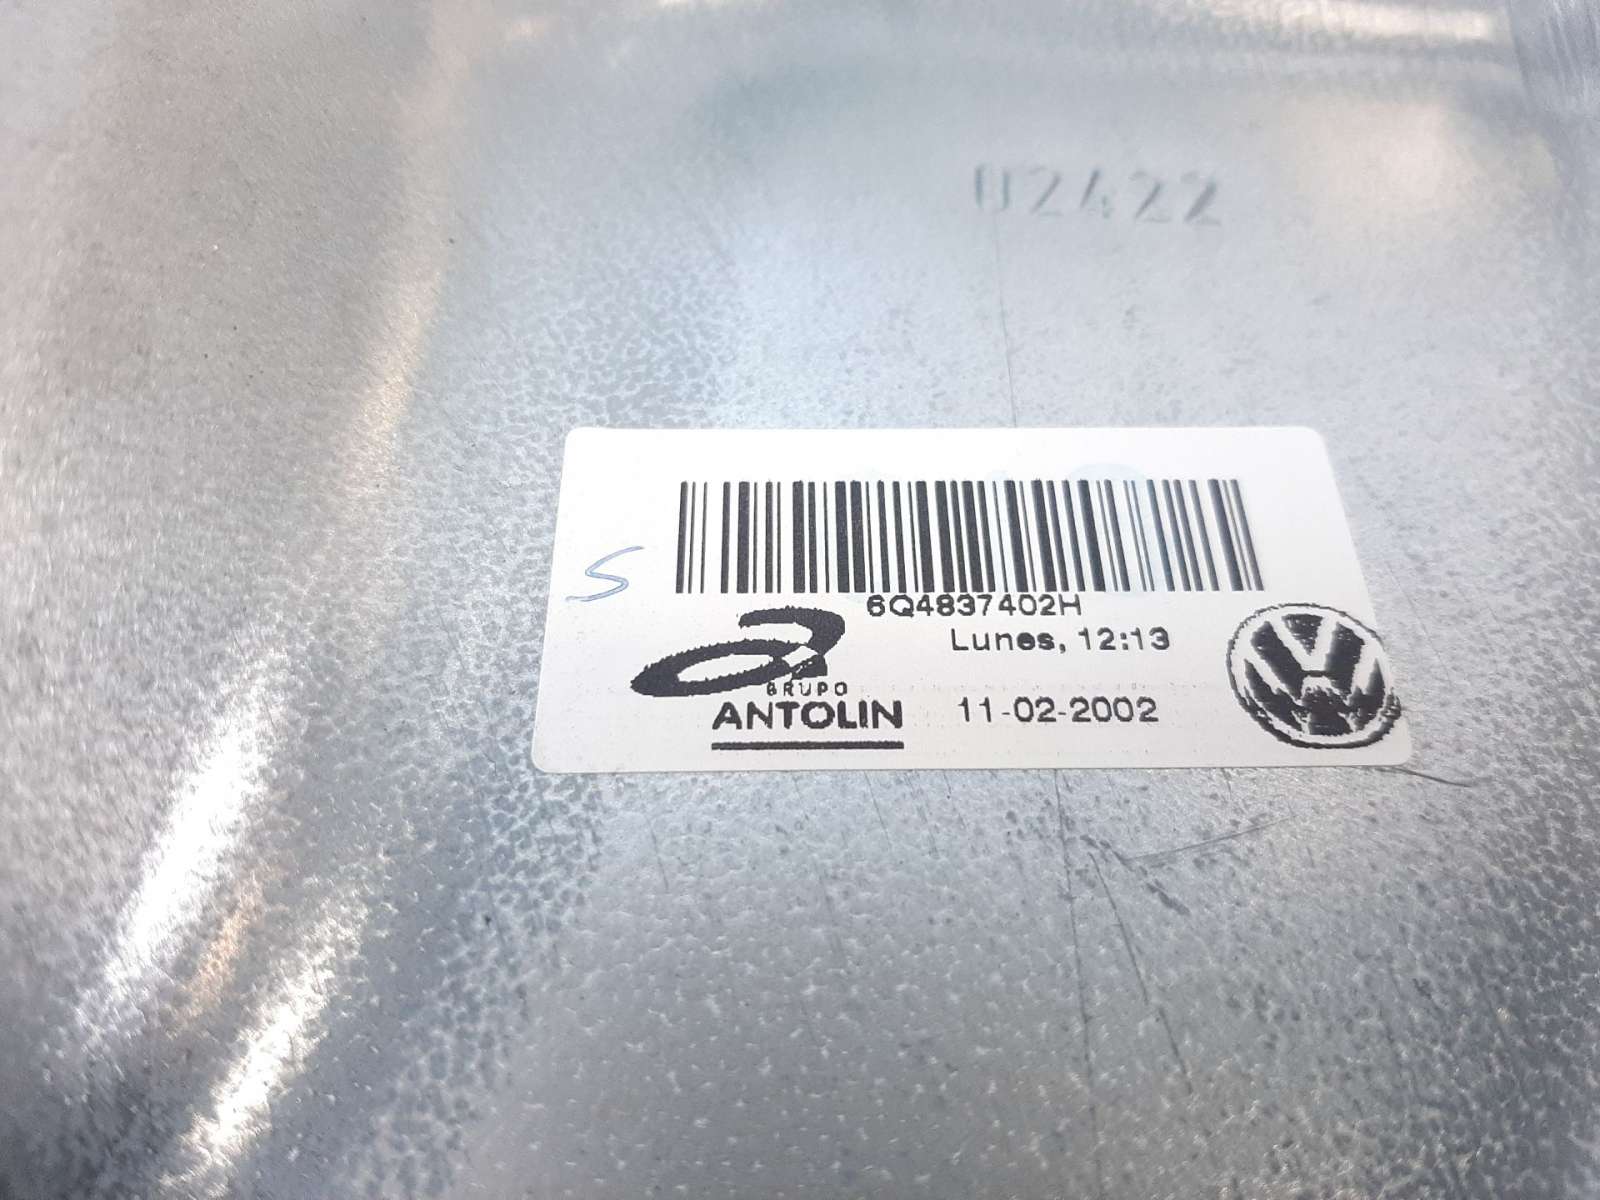 02422
S
6Q4837402H
Lunes, 12:13
GRUPO
ANTOLIN
11-02-2002